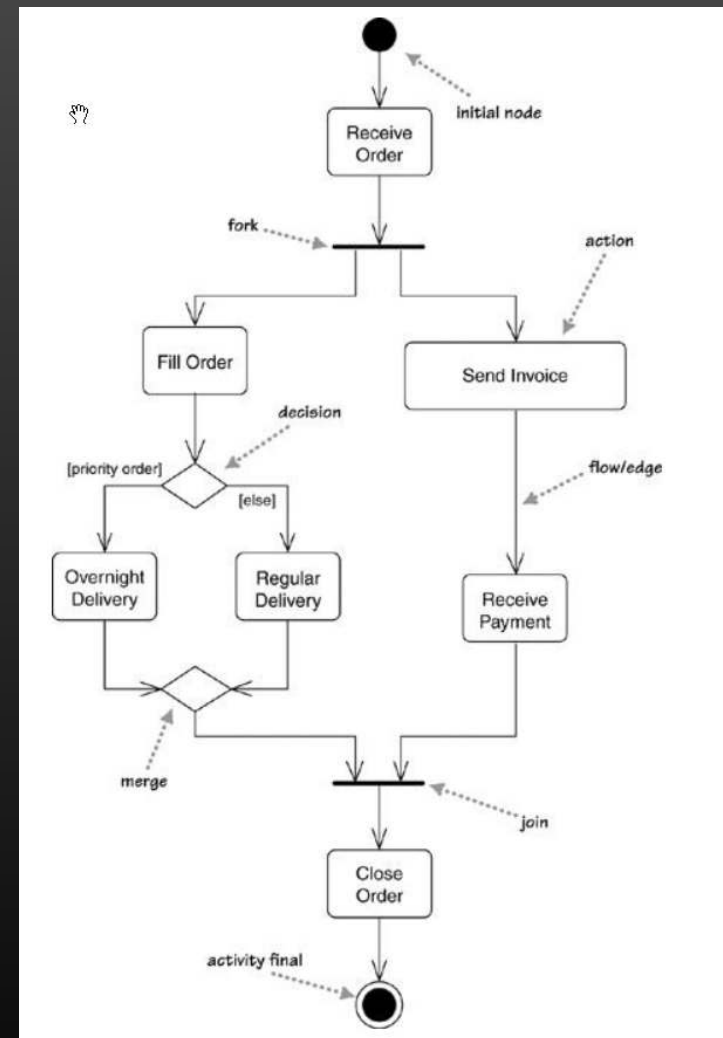 initial node
Receive
Order
fork
action
Fill Order
Send Invoice
decision
[priority order]
[else]
flow/edge
Overnight
Delivery
Regular
Delivery
Receive
Payment
merge
join
Close
Order
activity final